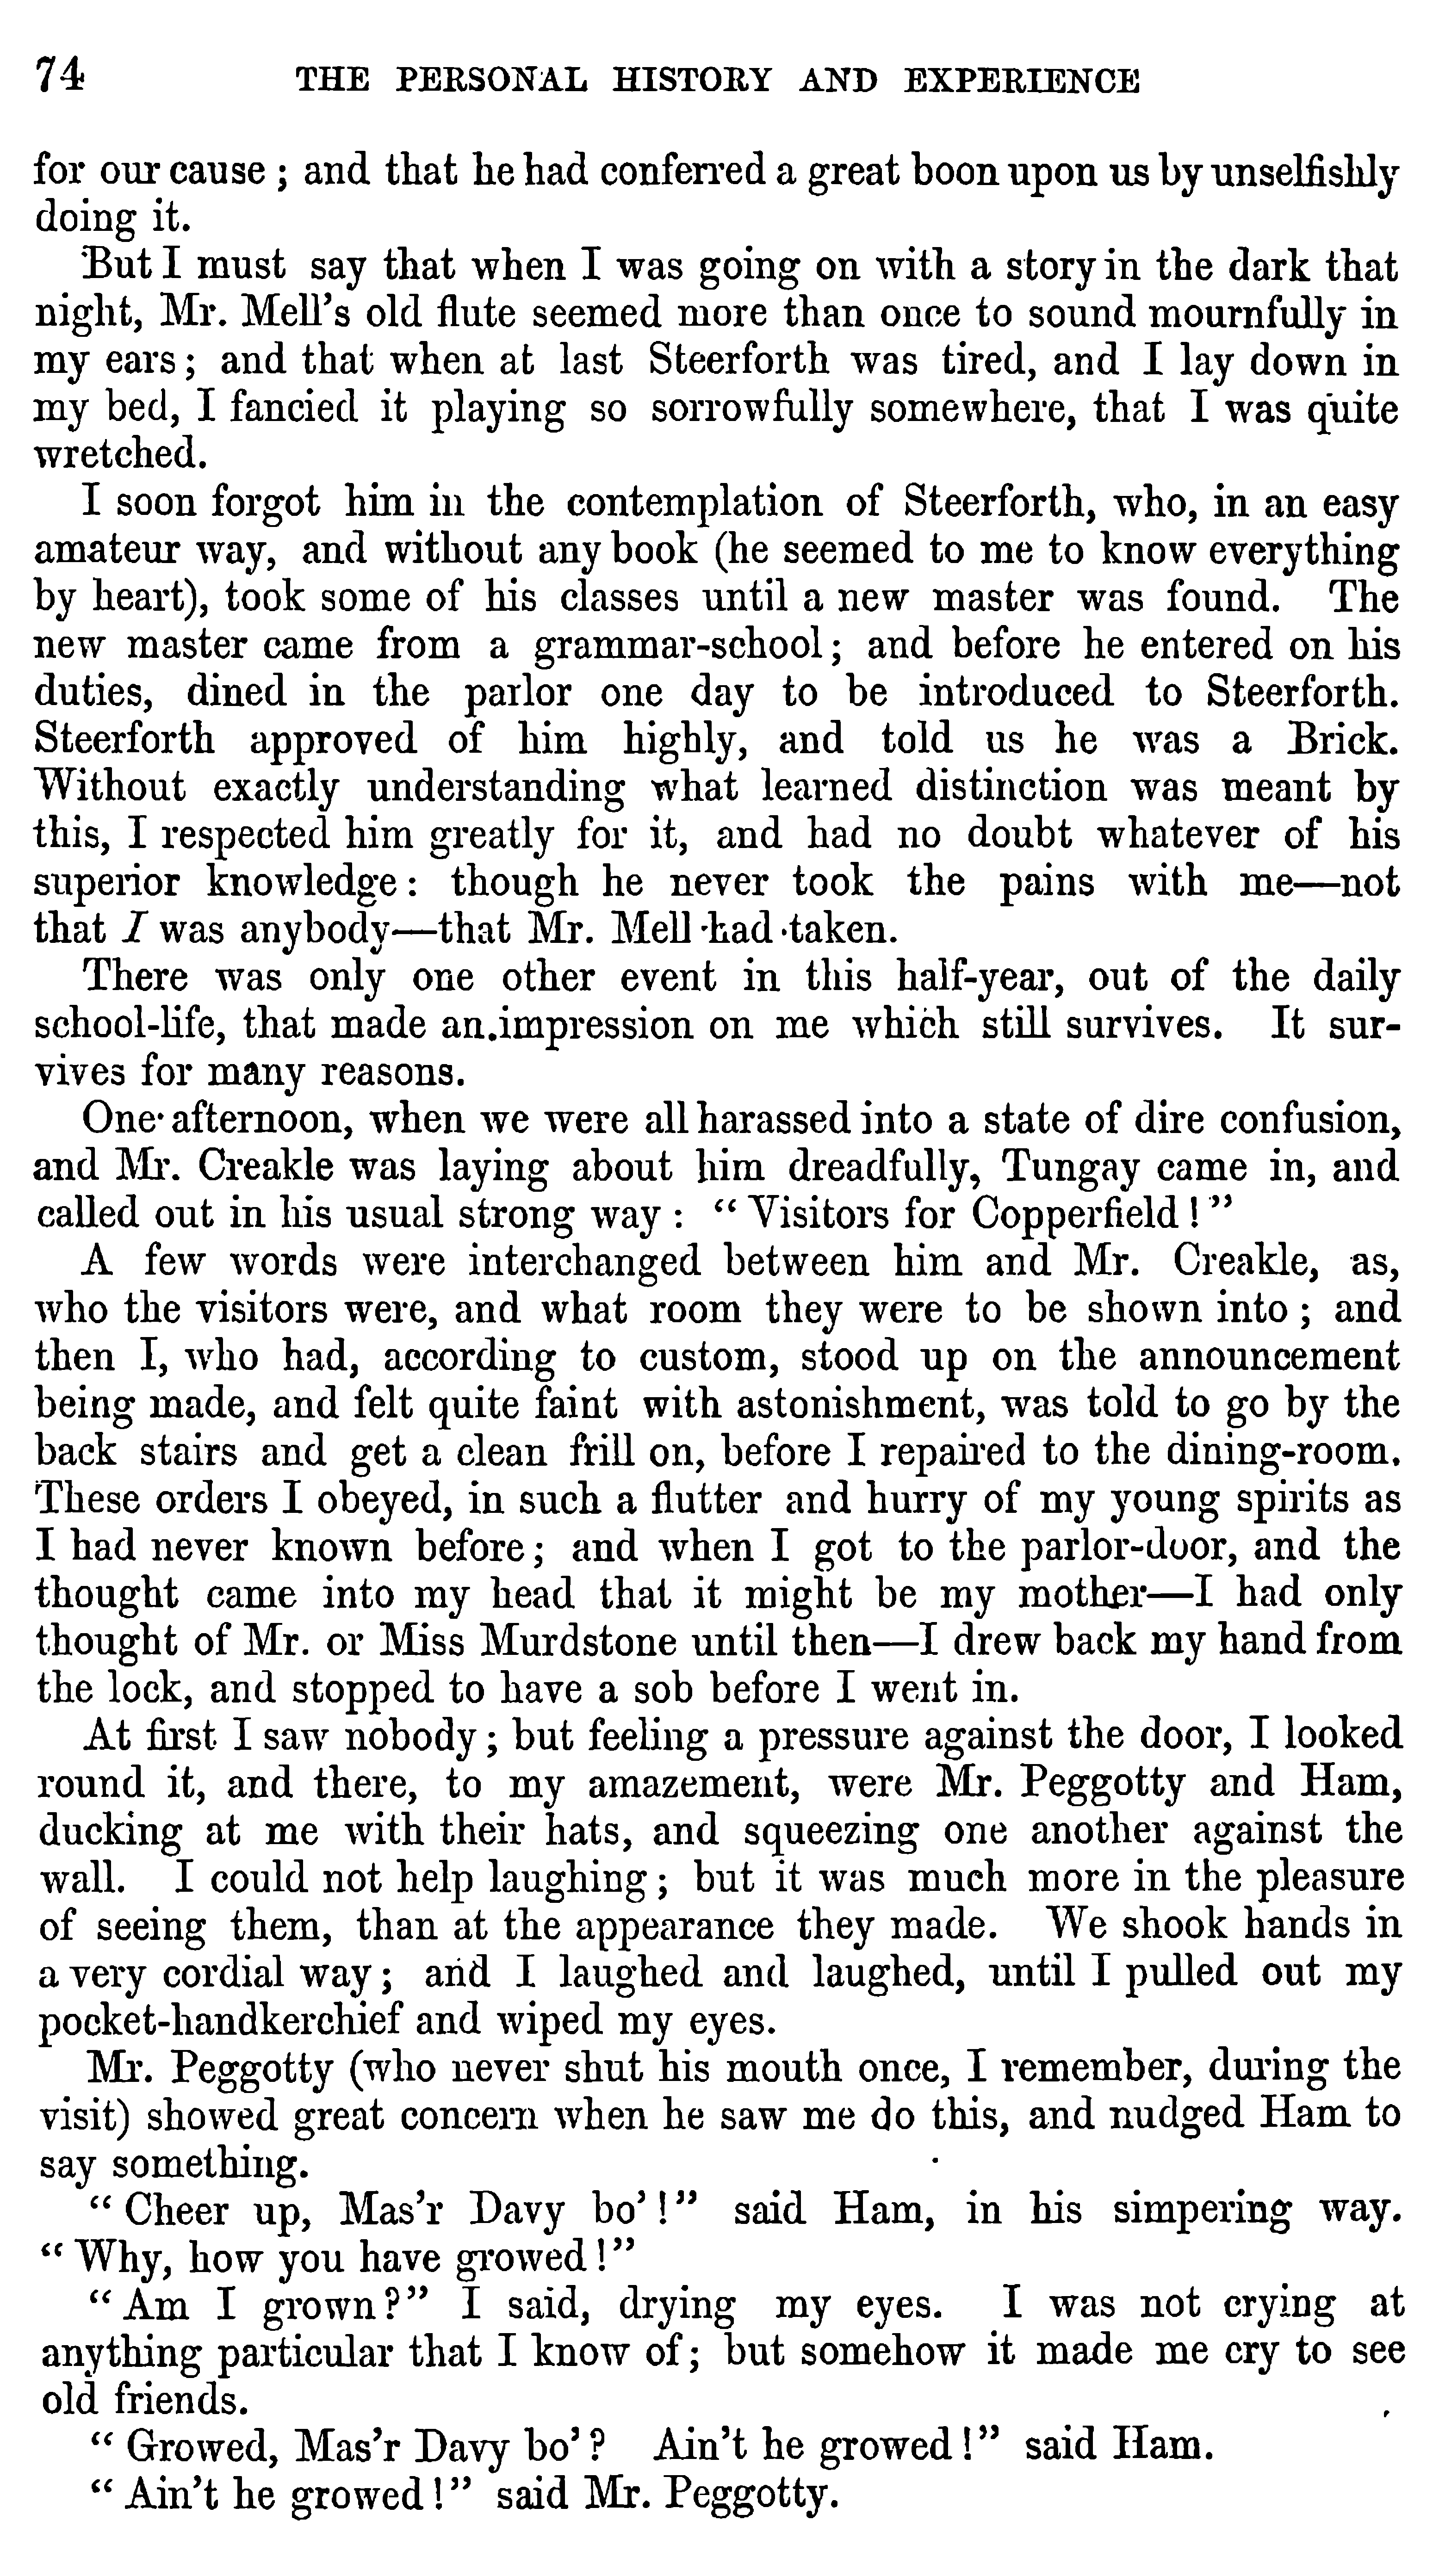 74 THE PERSONAL HISTORY AND EXPERIENCE
for our cause ; and that he had conferred a great boon upon us by unselfishly
doing it.
But I must say that when I was going on with a story in the dark that
night, Mr. Mell's old flute seemed more than once to sound mournfully in
my ears ; and that when at last Steerforth was tired, and I lay down in
my bed, I fancied it playing so sorrowfully somewhere, that I was quite
wretched.
I soon forgot him in the contemplation of Steerforth, who, in an easy
amateur way, and without any book (he seemed to me to know everything
by heart), took some of his classes until a new master was found. The
new master came from a grammar-school ; and before he entered on his
duties, dined in the parlor one day to be introduced to Steerforth.
Steerforth approved of him highly, and told us he was a Brick.
Without exactly understanding what learned distinction was meant by
this, I respected him greatly for it, and had no doubt whatever of his
superior knowledge : though he never took the pains with me—not
that I was anybody—that Mr. Mell had taken.
There was only one other event in this half-year, out of the daily
school-life, that made an impression on me which still survives. It sur-
vives for many reasons.
One afternoon, when we were all harassed into a state of dire confusion,
and Mr. Creakle was laying about him dreadfully, Tungay came in, and
called out in his usual strong way : " Visitors for Copperfield ! "
A few words were interchanged between him and Mr. Creakle, as,
who the visitors were, and what room they were to be shown into ; and
then I, who had, according to custom, stood up on the announcement
being made, and felt quite faint with astonishment, was told to go by the
back stairs and get a clean frill on, before I repaired to the dining-room.
These orders I obeyed, in such a flutter and hurry of my young spirits as
I had never known before ; and when I got to the parlor-door, and the
thought came into my head that it might be my mother—I had only
thought of Mr. or Miss Murdstone until then—I drew back my hand from
the lock, and stopped to have a sob before I went in.
At first I saw nobody ; but feeling a pressure against the door, I looked
round it, and there, to my amazement, were Mr. Peggotty and Ham,
ducking at me with their hats, and squeezing one another against the
wall. I could not help laughing ; but it was much more in the pleasure
of seeing them, than at the appearance they made. We shook hands in
a very cordial way ; and I laughed and laughed, until I pulled out my
pocket-handkerchief and wiped my eyes.
Mr. Peggotty (who never shut his mouth once, I remember, during the
visit) showed great concern when he saw me do this, and nudged Ham to
say something.
" Cheer up, Mas'r Davy bo' ! " said Ham, in his simpering way.
" Why, how you have growed ! "
" Am I grown ? " I said, drying my eyes. I was not crying at
anything particular that I know of ; but somehow it made me cry to see
old friends.
" Growed, Mas'r Davy bo' ? Ain't he growed ! " said Ham.
" Ain't he growed ! " said Mr. Peggotty.